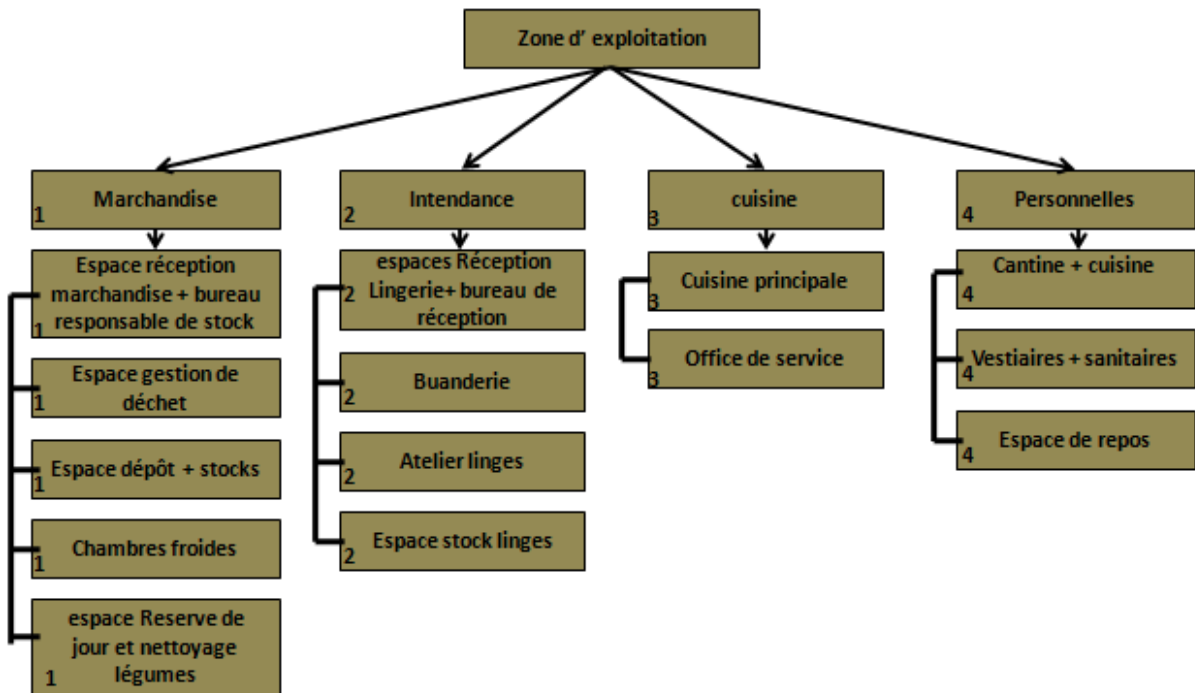 Zone d' exploitation
Marchandise
1
Intendance
2
cuisine
3
Personnelles
4
Espace réception
marchandise + bureau
responsable de stock
1
Espace gestion de
déchet
1
Espace dépôt + stocks
1
Chambres froides
1
espace Reserve de
jour et nettoyage
légumes
1
espaces Réception
Lingerie+ bureau de
réception
2
Buanderie
2
Atelier linges
2
Espace stock linges
2
Cuisine principale
3
Office de service
3
Cantine + cuisine
4
Vestiaires + sanitaires
4
Espace de repos
4